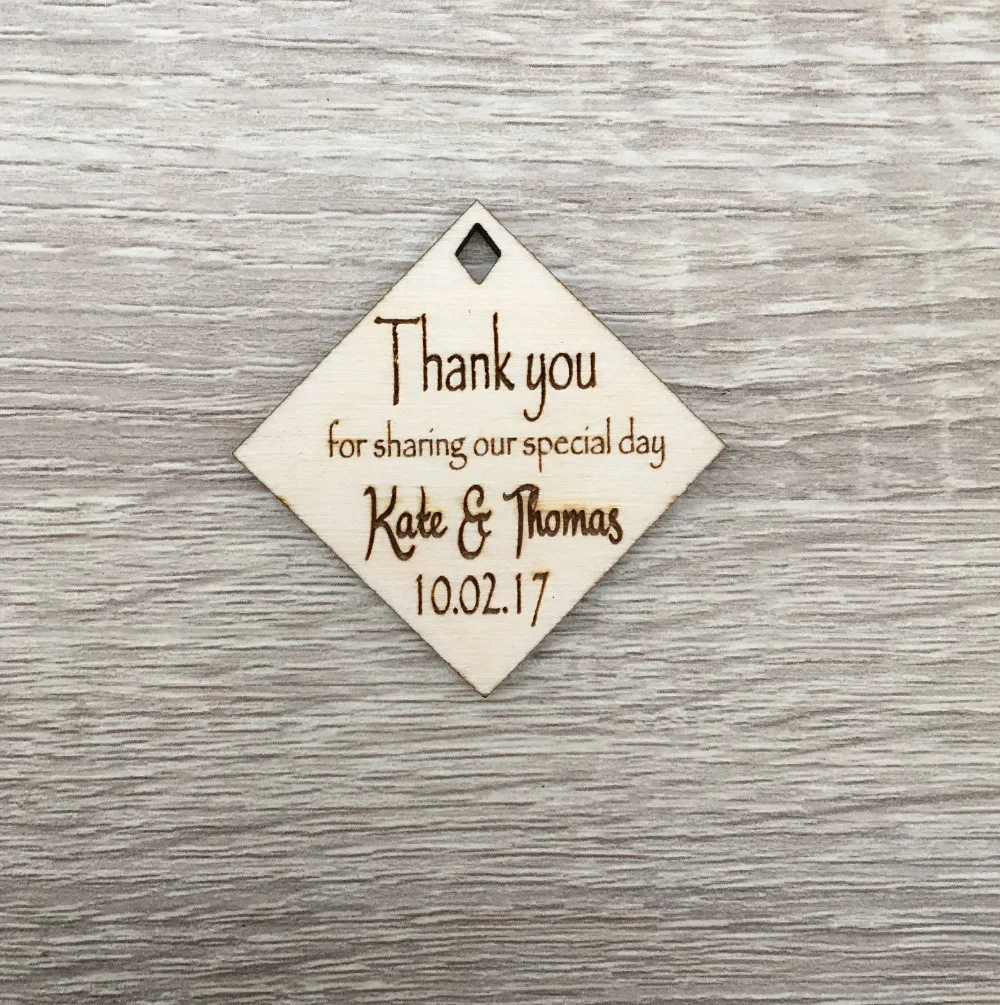 Thank you
for sharing our special day
Kate & Thomas
10.02.17